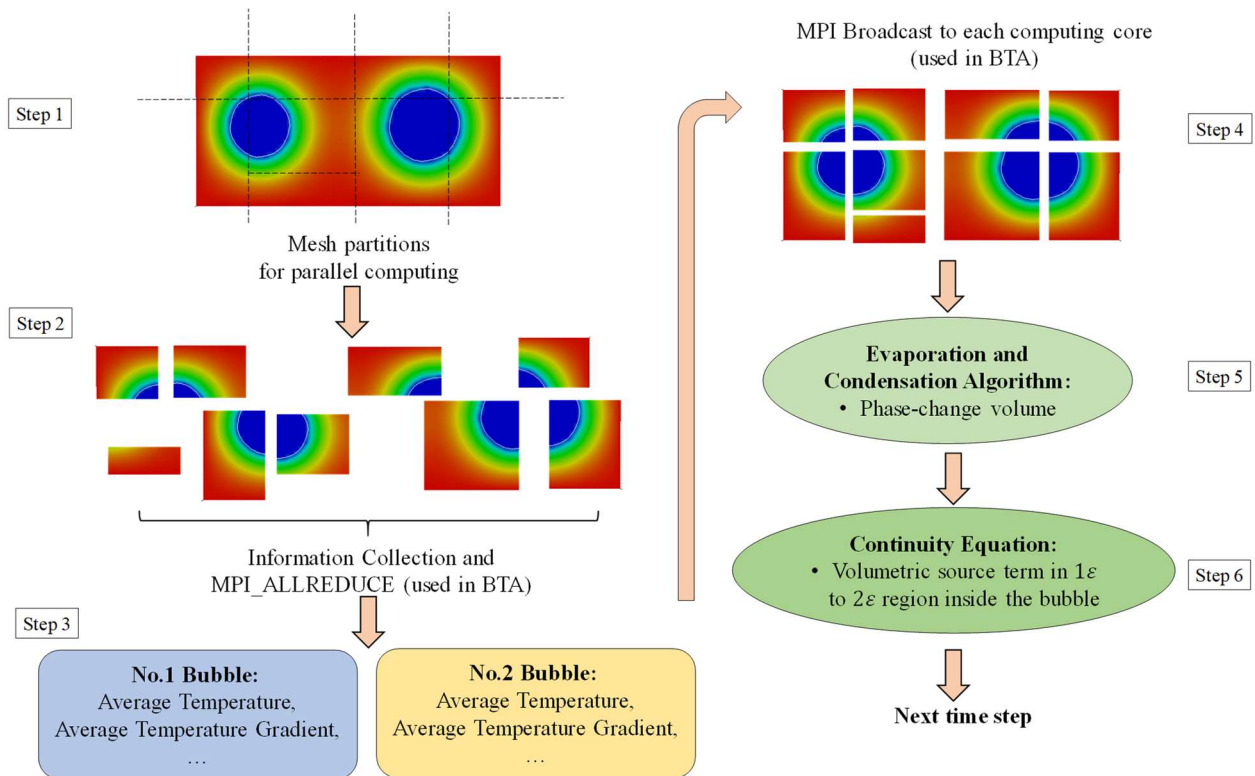 Step 1
Mesh partitions
for parallel computing
Step 2
Information Collection and
MPI_ALLREDUCE (used in BTA)
Step 3
No.1 Bubble:
Average Temperature,
Average Temperature Gradient,
…
No.2 Bubble:
Average Temperature,
Average Temperature Gradient,
…
MPI Broadcast to each computing core
(used in BTA)
Step 4
Evaporation and
Condensation Algorithm:
• Phase-change volume
Step 5
Continuity Equation:
• Volumetric source term in 1ε
to 2ε region inside the bubble
Step 6
Next time step